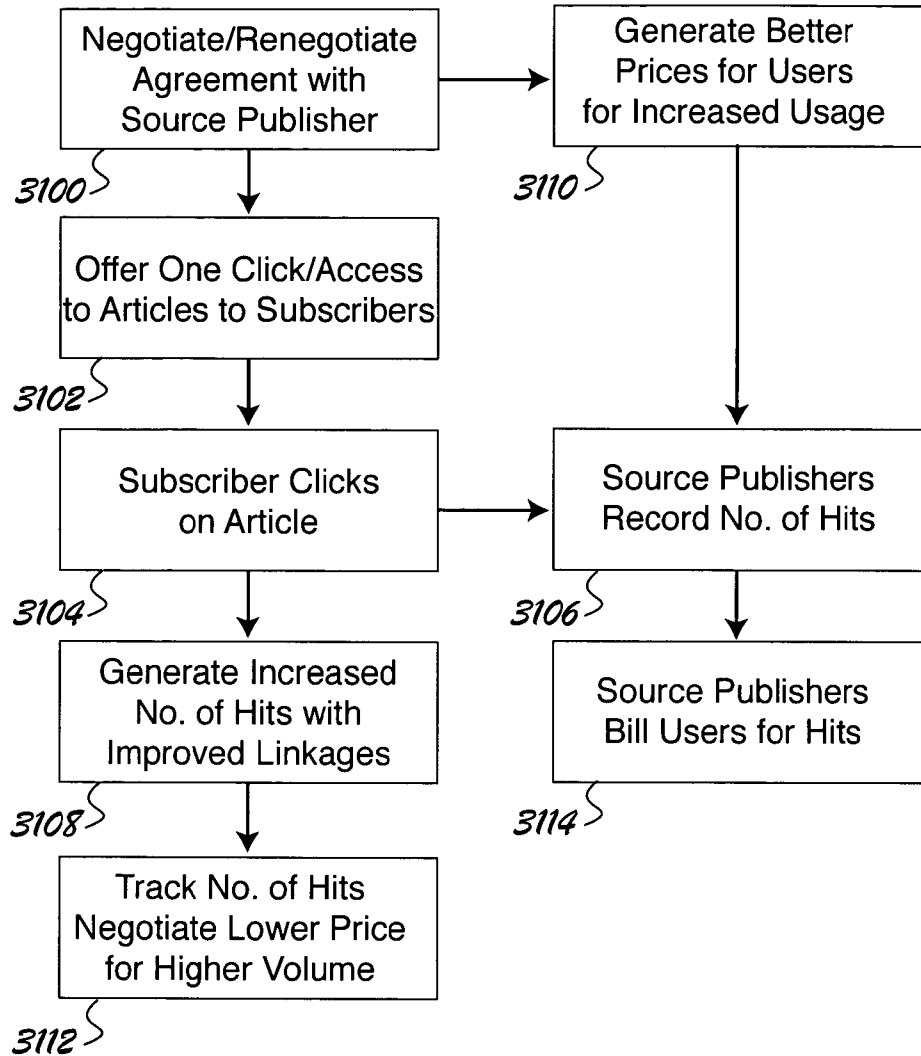 Negotiate/Renegotiate
Agreement with
Source Publisher
3100
Generate Better
Prices for Users
for Increased Usage
3110
Offer One Click/Access
to Articles to Subscribers
3102
Subscriber Clicks
on Article
3104
Source Publishers
Record No. of Hits
3106
Generate Increased
No. of Hits with
Improved Linkages
3108
Source Publishers
Bill Users for Hits
3114
Track No. of Hits
Negotiate Lower Price
for Higher Volume
3112